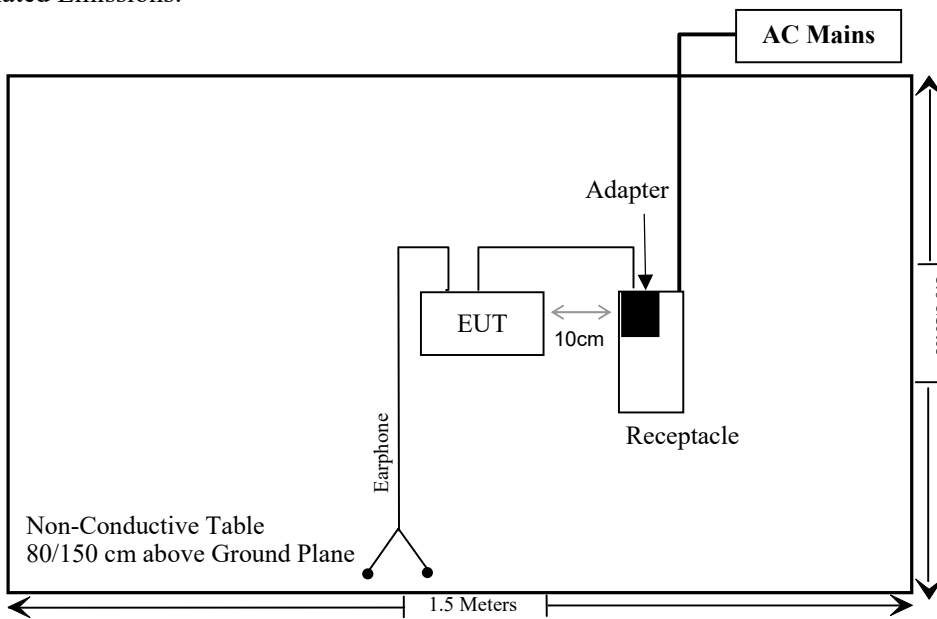 Emissions:
AC Mains
Adapter
EUT
10cm
Receptacle
Earphone
Non-Conductive Table
80/150 cm above Ground Plane
1.5 Meters